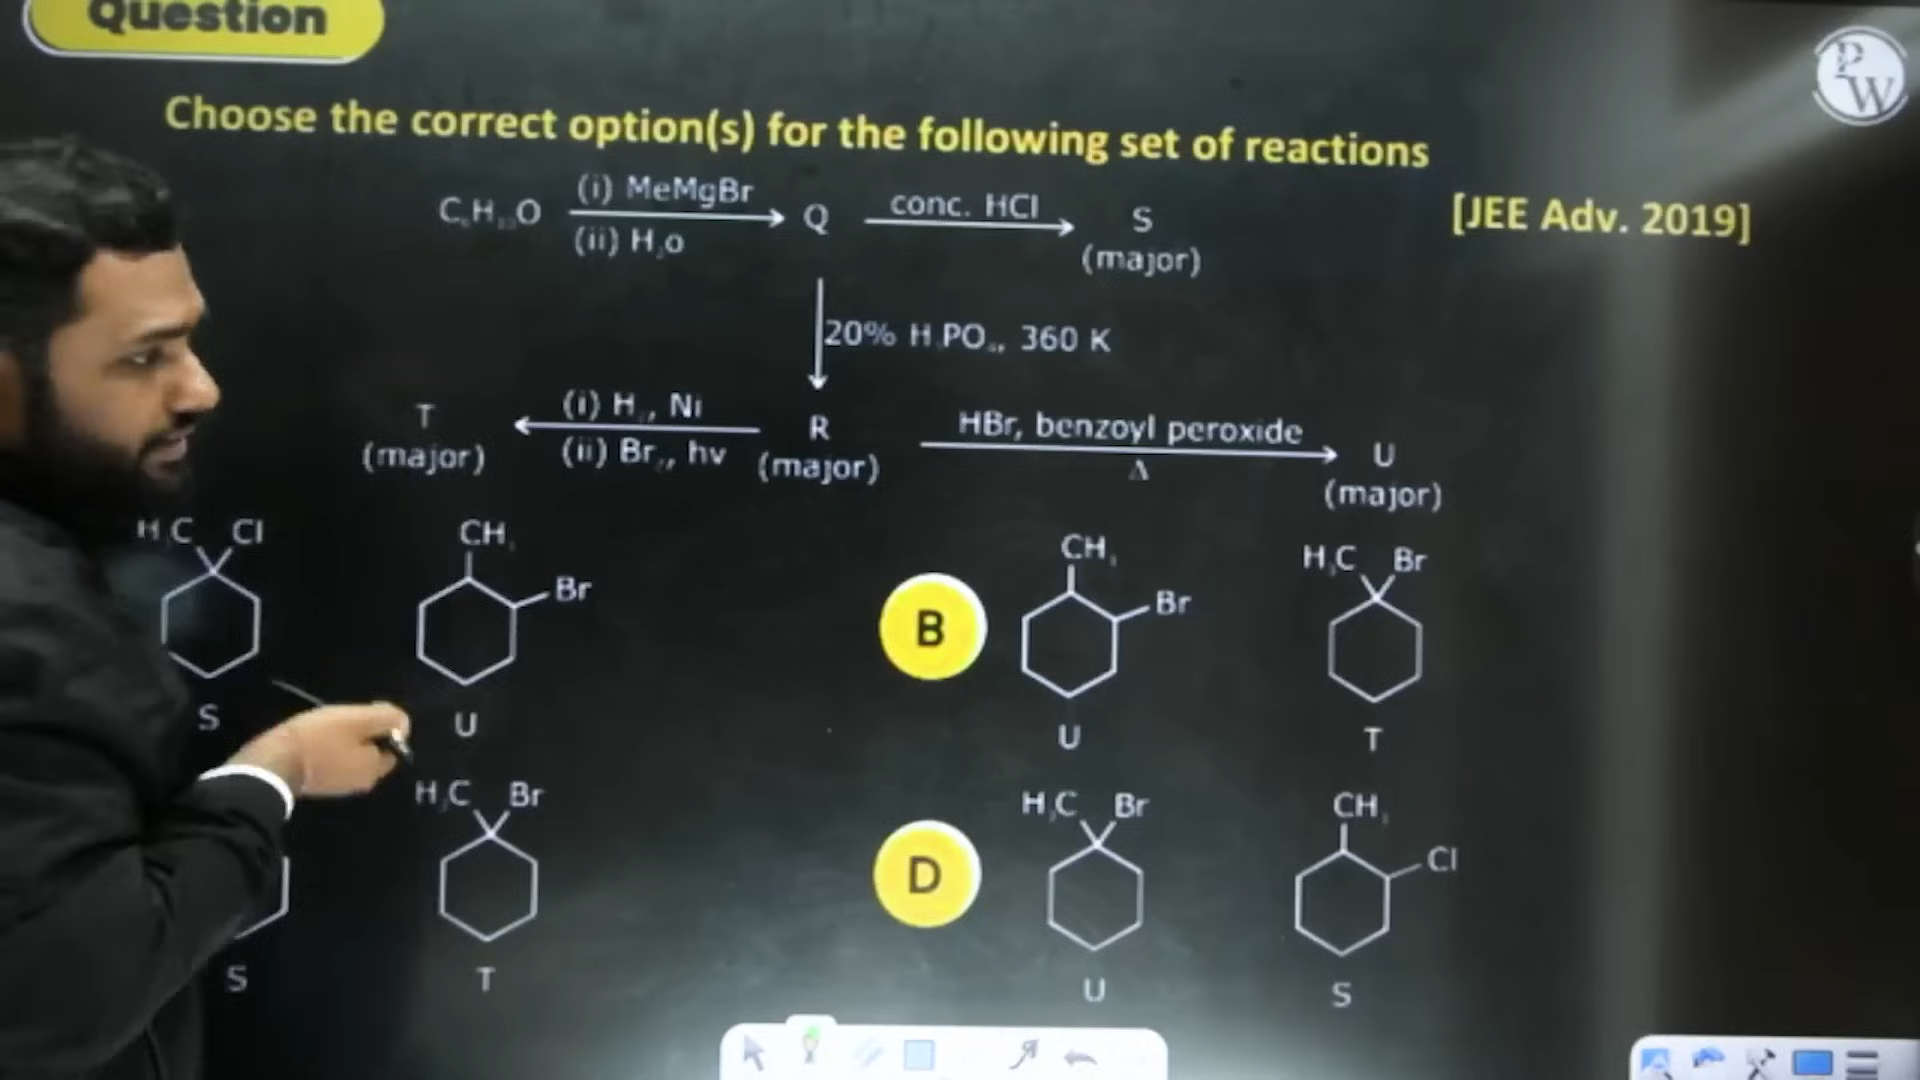 Question
PW
Choose the correct option(s) for the following set of reactions
[JEE Adv. 2019]
C₆H₁₀O (i) MeMgBr (ii) H₂o Q conc. HCl S (major)
20% H₃PO₄, 360 K
T (major) (i) H₂, Ni (ii) Br₂, hν R (major) HBr, benzoyl peroxide Δ U (major)
H₃C Cl S
CH₃ Br U
B
CH₃ Br U
H₃C Br T
S
H₃C Br T
D
H₃C Br U
CH₃ Cl S